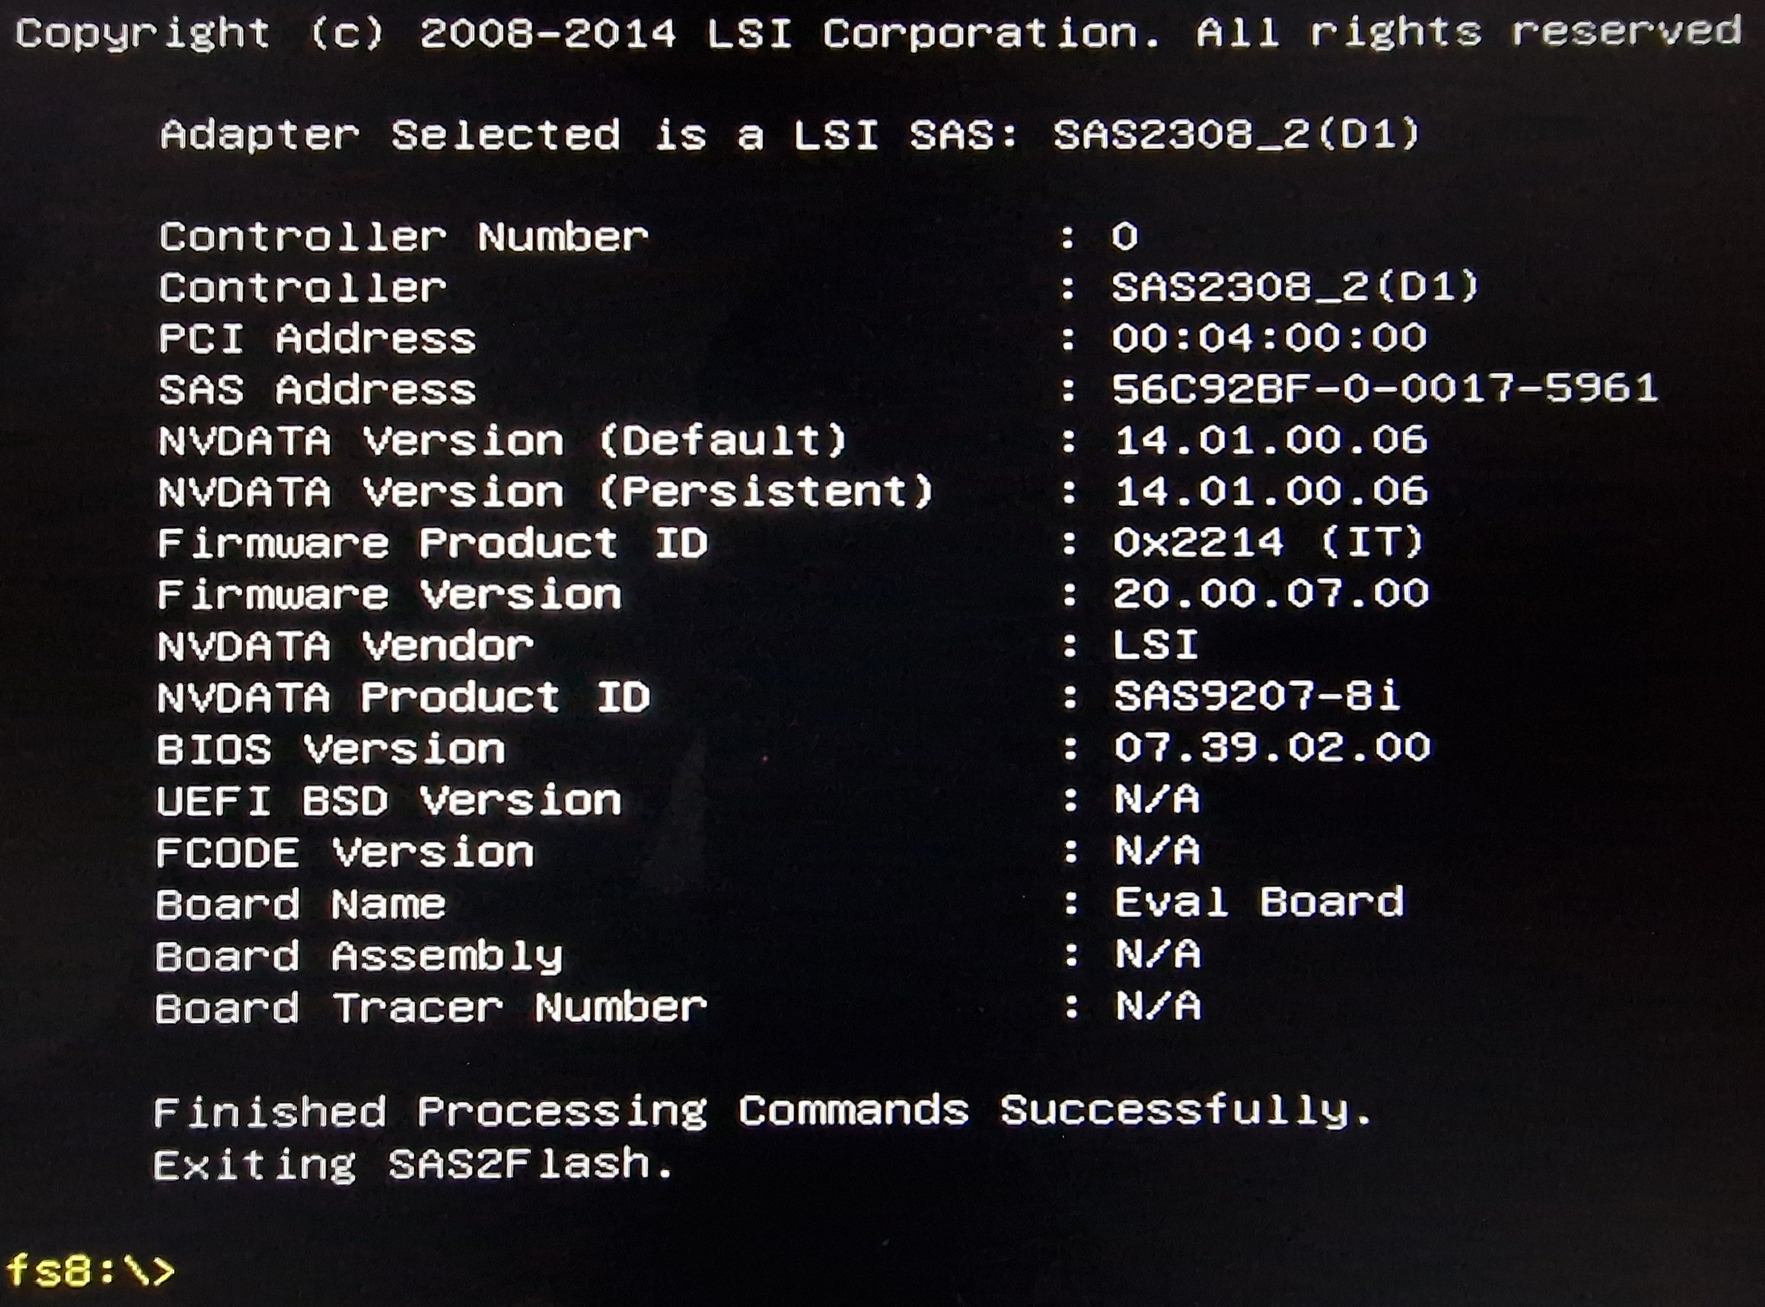 Copyright (c) 2008-2014 LSI Corporation. All rights reserved
Adapter Selected is a LSI SAS: SAS2308_2(D1)
Controller Number : 0
Controller : SAS2308_2(D1)
PCI Address : 00:04:00:00
SAS Address : 56C92BF-0-0017-5961
NVDATA Version (Default) : 14.01.00.06
NVDATA Version (Persistent) : 14.01.00.06
Firmware Product ID : 0x2214 (IT)
Firmware Version : 20.00.07.00
NVDATA Vendor : LSI
NVDATA Product ID : SAS9207-8i
BIOS Version : 07.39.02.00
UEFI BSD Version : N/A
FCODE Version : N/A
Board Name : Eval Board
Board Assembly : N/A
Board Tracer Number : N/A
Finished Processing Commands Successfully.
Exiting SAS2Flash.
fs8:\>